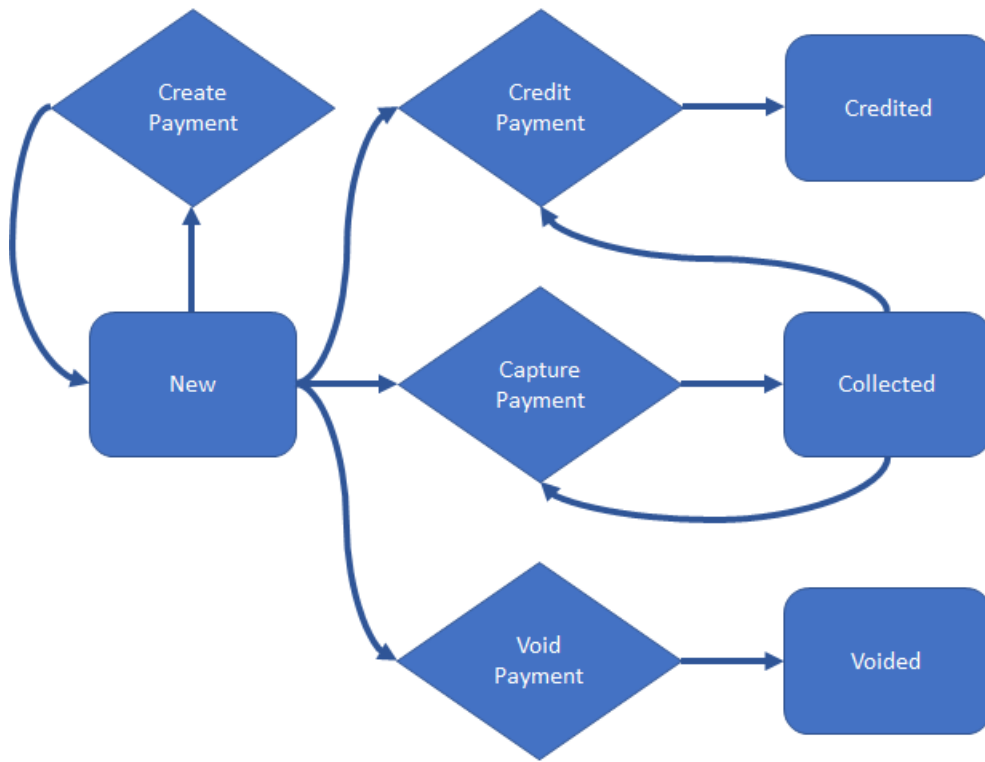 Create
Payment
Credit
Payment
Credited
New
Capture
Payment
Collected
Void
Payment
Voided